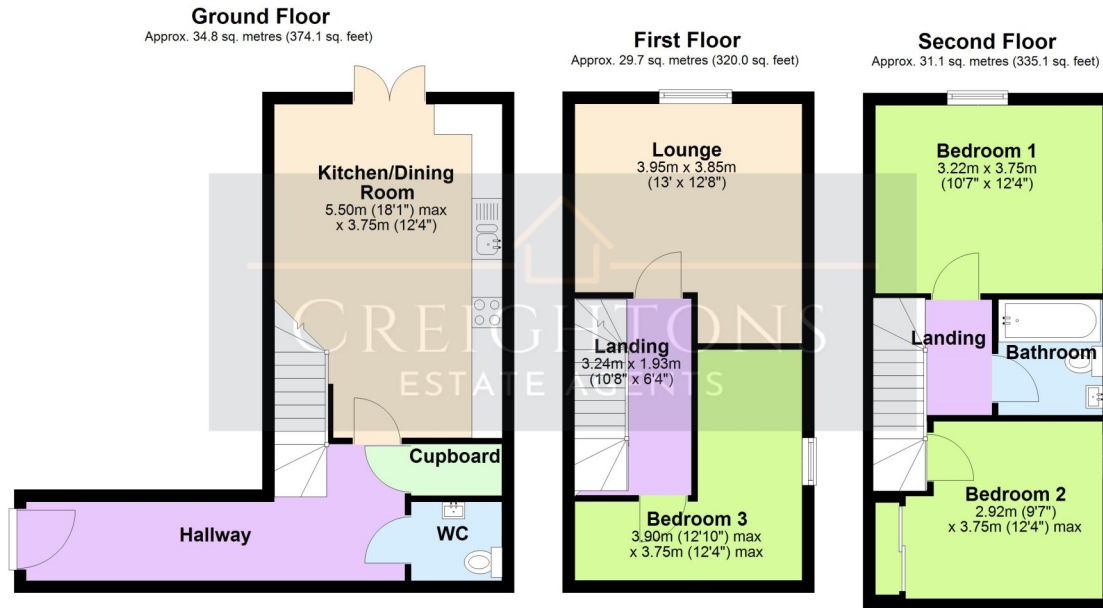 Ground Floor
Approx. 34.8 sq. metres (374.1 sq. feet)
Kitchen/Dining
Room
5.50m (18'1") max
x 3.75m (12'4")
Cupboard
Hallway
WC
First Floor
Approx. 29.7 sq. metres (320.0 sq. feet)
Lounge
3.95m x 3.85m
(13' x 12'8")
Landing
3.24m x 1.93m
(10'8" x 6'4")
Bedroom 3
3.90m (12'10") max
x 3.75m (12'4") max
Second Floor
Approx. 31.1 sq. metres (335.1 sq. feet)
Bedroom 1
3.22m x 3.75m
(10'7" x 12'4")
Landing
Bathroom
Bedroom 2
2.92m (9'7")
x 3.75m (12'4") max
CREIGHTONS
ESTATE AGENTS